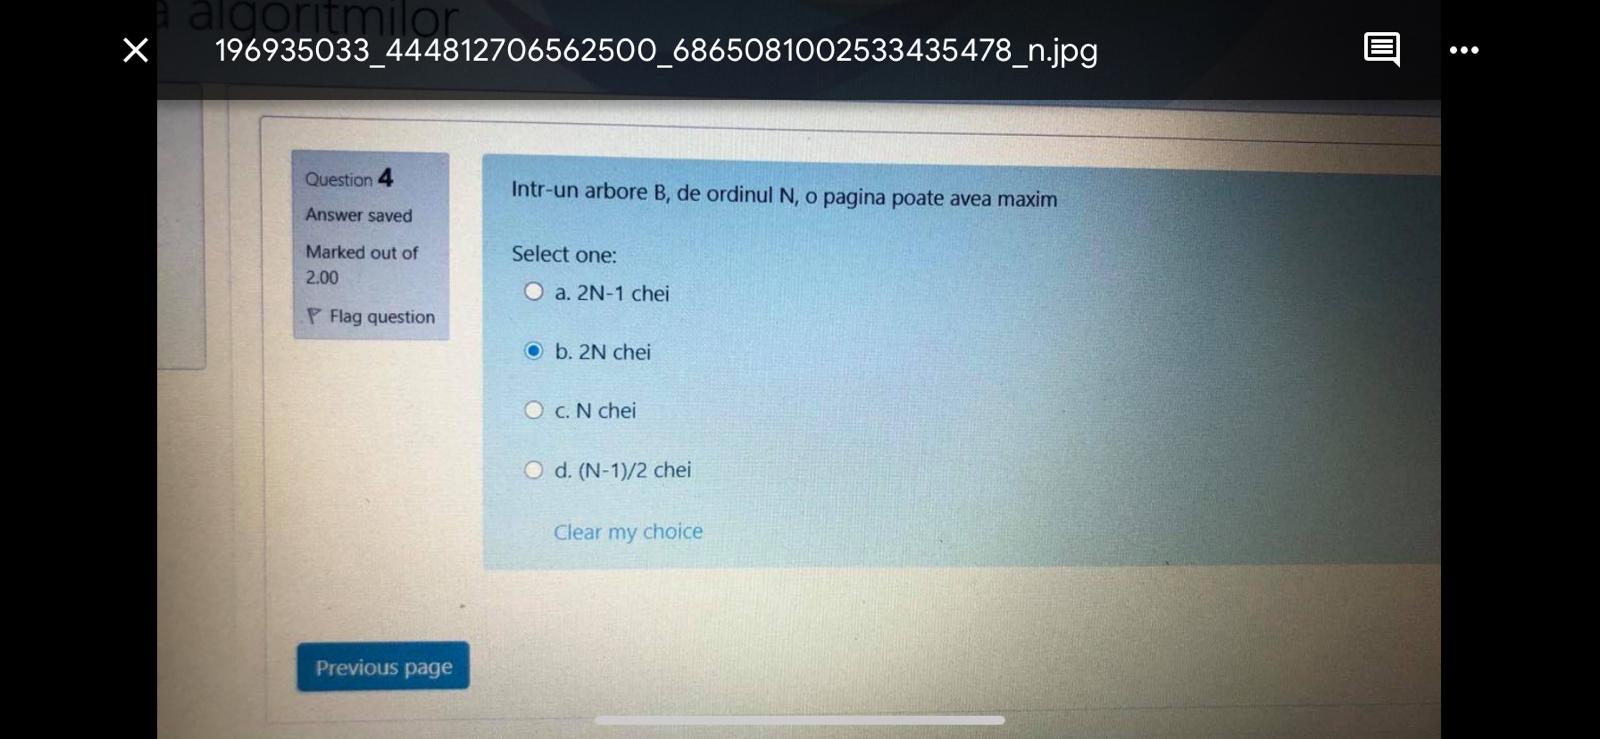 a algoritmilor
196935033_444812706562500_6865081002533435478_n.jpg
Question 4
Answer saved
Marked out of
2.00
Flag question
Intr-un arbore B, de ordinul N, o pagina poate avea maxim
Select one:
a. 2N-1 chei
b. 2N chei
c. N chei
d. (N-1)/2 chei
Clear my choice
Previous page